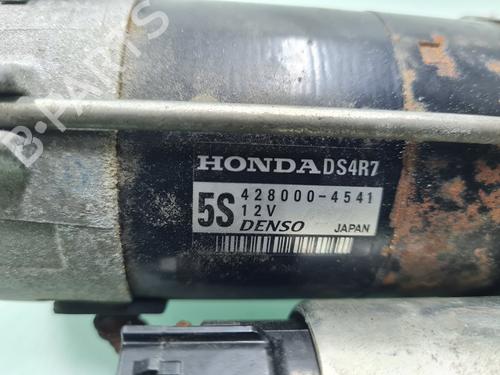 HONDA DS4R7
5S 428000-4541
12V
DENSO JAPAN
B-PARTS